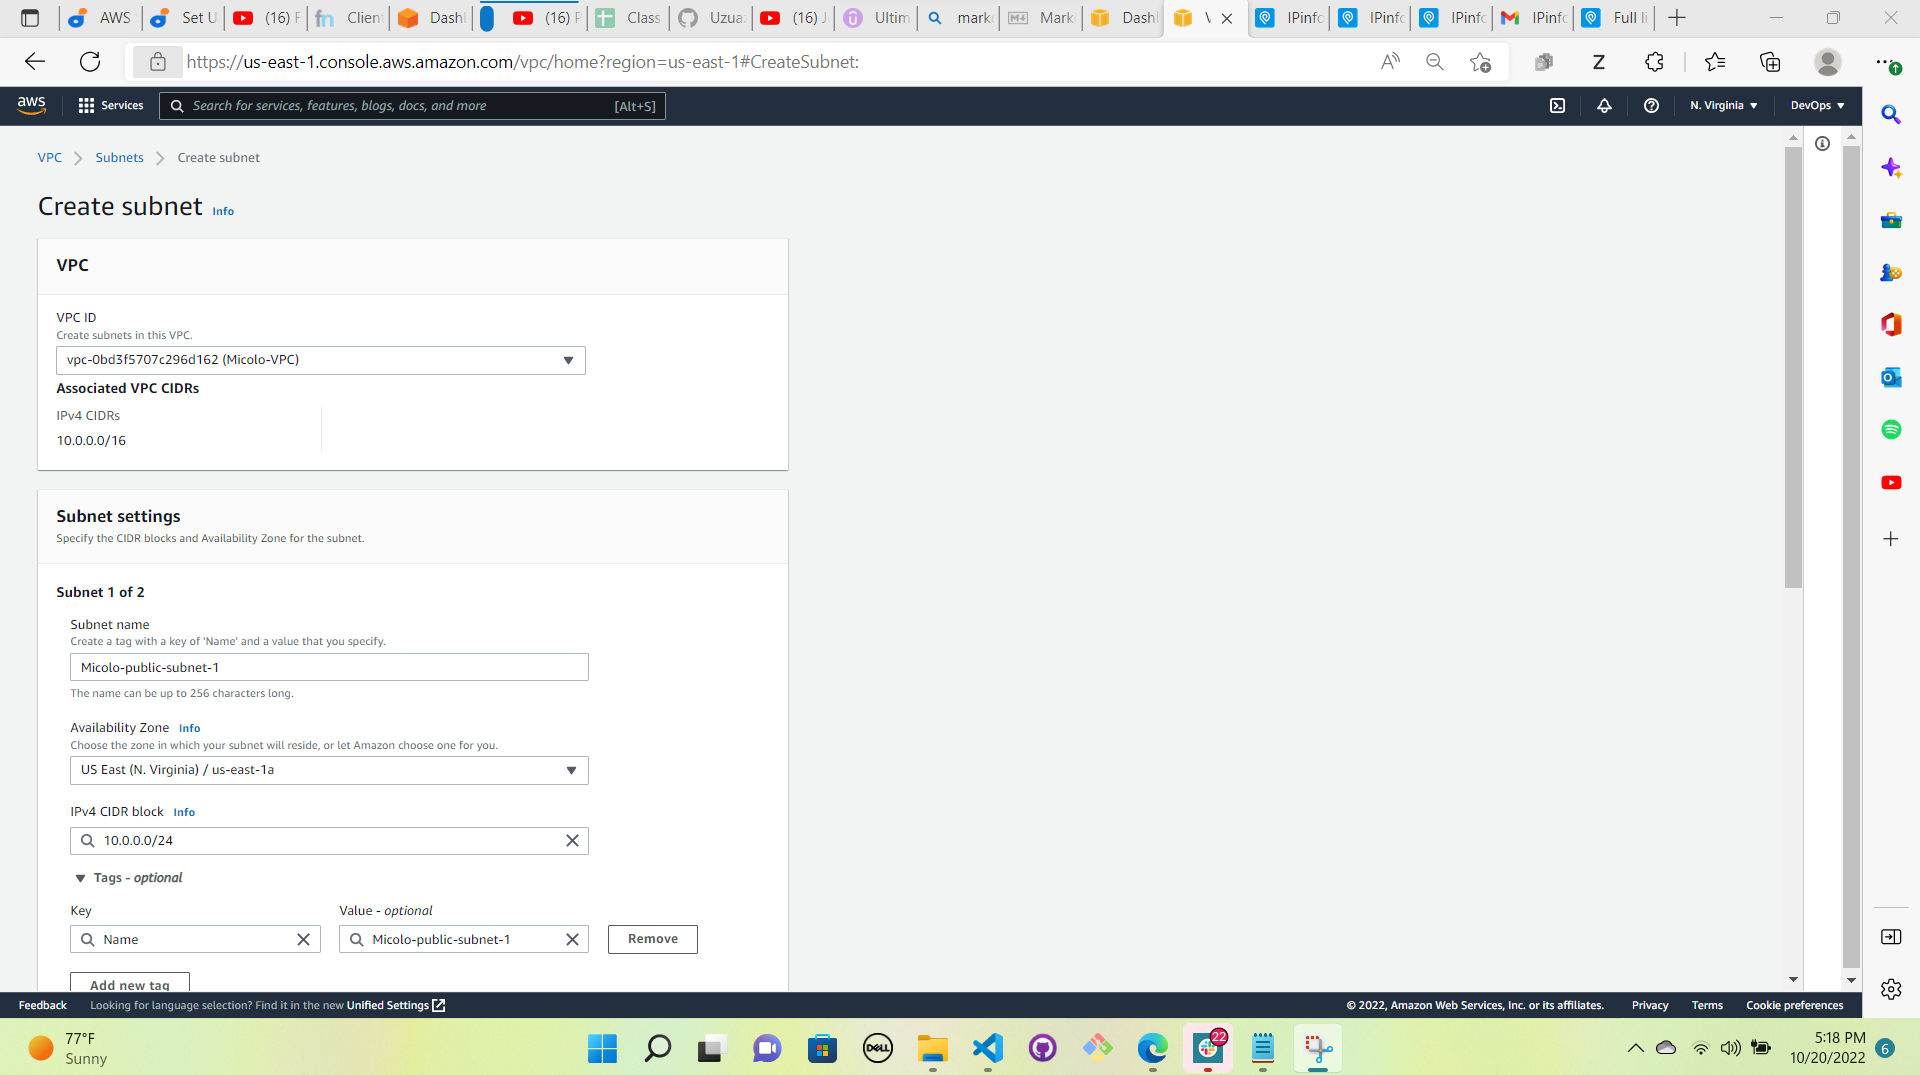 AWS
Set U
(16) F
Client
Dashl
(16) F
Class
Uzua
(16) J
Ultim
mark
Mark
Dashl
V
IPinfo
IPinfo
IPinfo
IPinfo
Full li
https://us-east-1.console.aws.amazon.com/vpc/home?region=us-east-1#CreateSubnet:
aws
Services
Search for services, features, blogs, docs, and more
[Alt+S]
N. Virginia
DevOps
VPC
Subnets
Create subnet
Create subnet Info
VPC
VPC ID
Create subnets in this VPC.
vpc-0bd3f5707c296d162 (Micolo-VPC)
Associated VPC CIDRs
IPv4 CIDRs
10.0.0.0/16
Subnet settings
Specify the CIDR blocks and Availability Zone for the subnet.
Subnet 1 of 2
Subnet name
Create a tag with a key of 'Name' and a value that you specify.
Micolo-public-subnet-1
The name can be up to 256 characters long.
Availability Zone Info
Choose the zone in which your subnet will reside, or let Amazon choose one for you.
US East (N. Virginia) / us-east-1a
IPv4 CIDR block Info
10.0.0.0/24
Tags - optional
Key
Value - optional
Name
Micolo-public-subnet-1
Remove
Add new tag
Feedback
Looking for language selection? Find it in the new Unified Settings
© 2022, Amazon Web Services, Inc. or its affiliates.
Privacy
Terms
Cookie preferences
77°F
Sunny
DELL
22
5:18 PM
10/20/2022
6